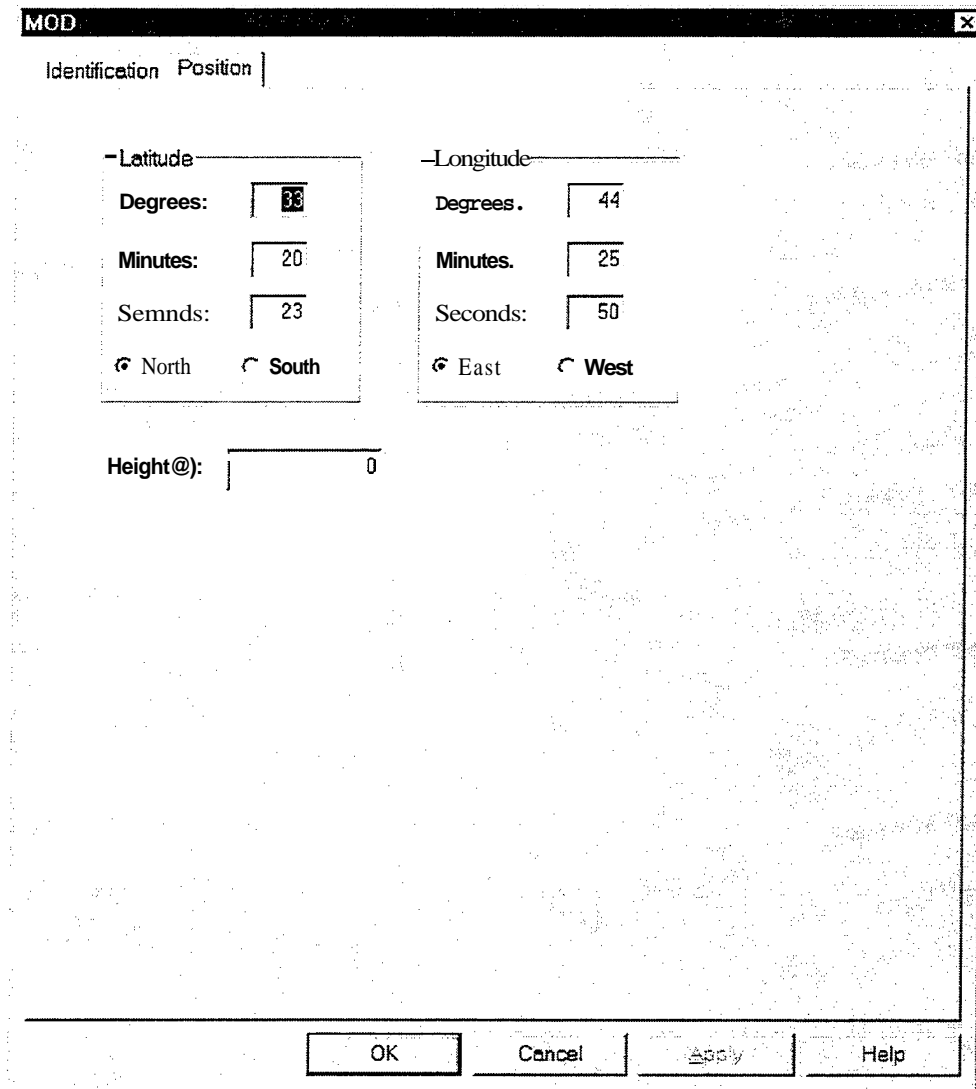 MOD
Identification Position
Latitude Longitude
Degrees: 33 Degrees. 44
Minutes: 20 Minutes. 25
Semnds: 23 Seconds: 50
North South East West
Height@): 0
OK Cancel Apply Help